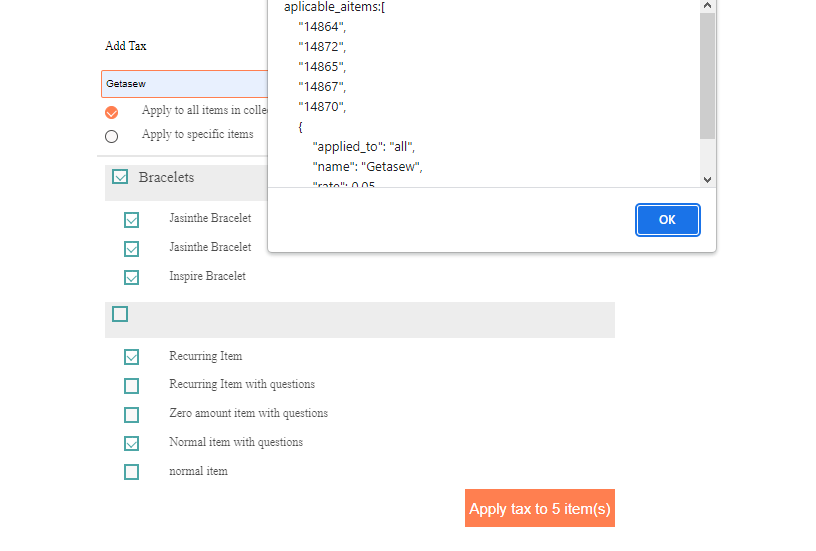 aplicable_aitems:[
"14864",
"14872",
"14865",
"14867",
"14870",
{
"applied_to": "all",
"name": "Getasew",
"rate": 0.05
OK
Add Tax
Getasew
Apply to all items in colle
Apply to specific items
Bracelets
Jasinthe Bracelet
Jasinthe Bracelet
Inspire Bracelet
Recurring Item
Recurring Item with questions
Zero amount item with questions
Normal item with questions
normal item
Apply tax to 5 item(s)